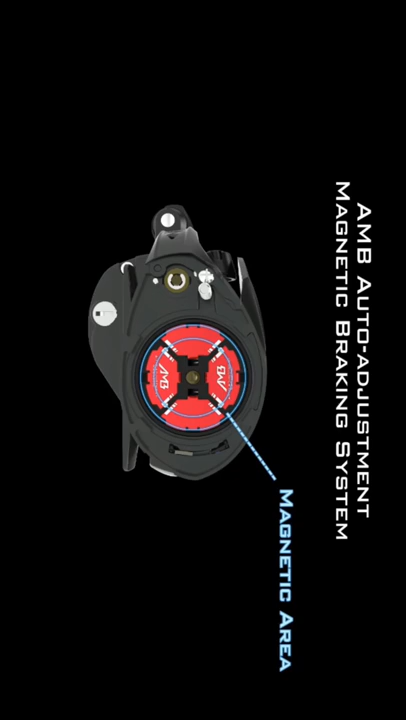 AMB AUTO-ADJUSTMENT
MAGNETIC BRAKING SYSTEM
AMB
AMB
MAGNETIC AREA